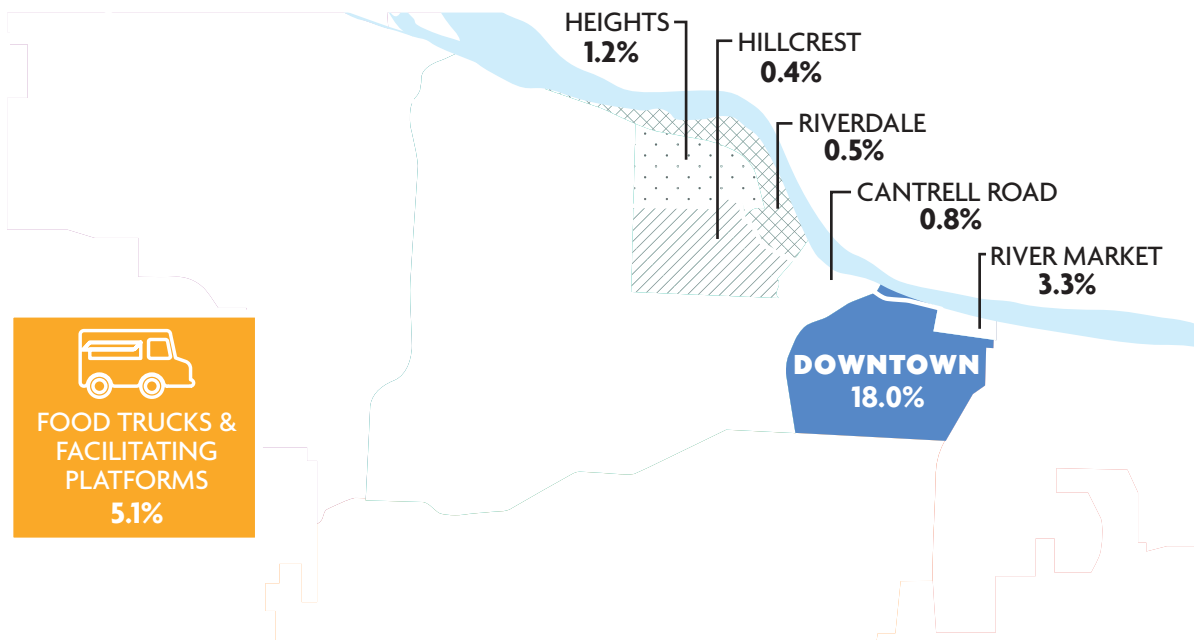 HEIGHTS
1.2%
HILLCREST
0.4%
RIVERDALE
0.5%
CANTRELL ROAD
0.8%
RIVER MARKET
3.3%
DOWNTOWN
18.0%
FOOD TRUCKS &
FACILITATING
PLATFORMS
5.1%